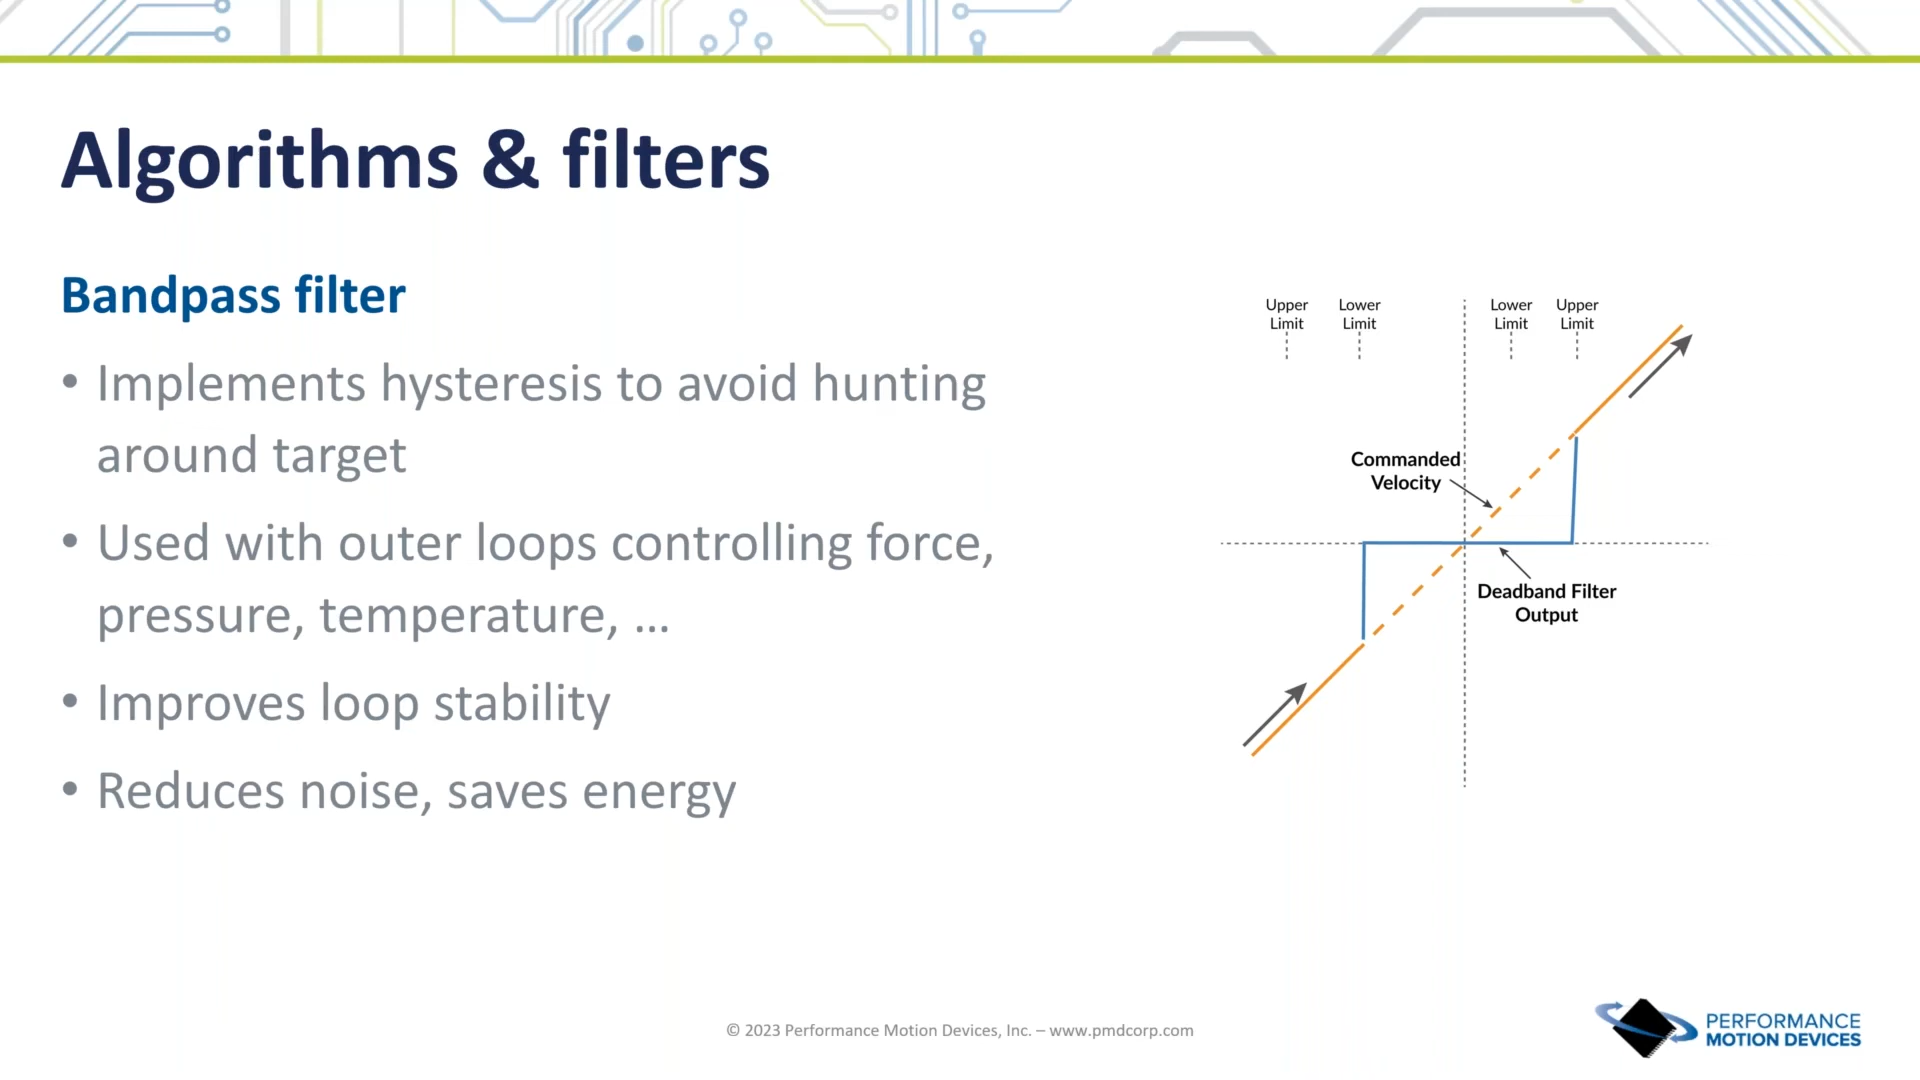 Algorithms & filters
Bandpass filter
• Implements hysteresis to avoid hunting
around target
• Used with outer loops controlling force,
pressure, temperature, ...
• Improves loop stability
• Reduces noise, saves energy
Upper Limit
Lower Limit
Lower Limit
Upper Limit
Commanded
Velocity
Deadband Filter
Output
© 2023 Performance Motion Devices, Inc. – www.pmdcorp.com
PERFORMANCE
MOTION DEVICES